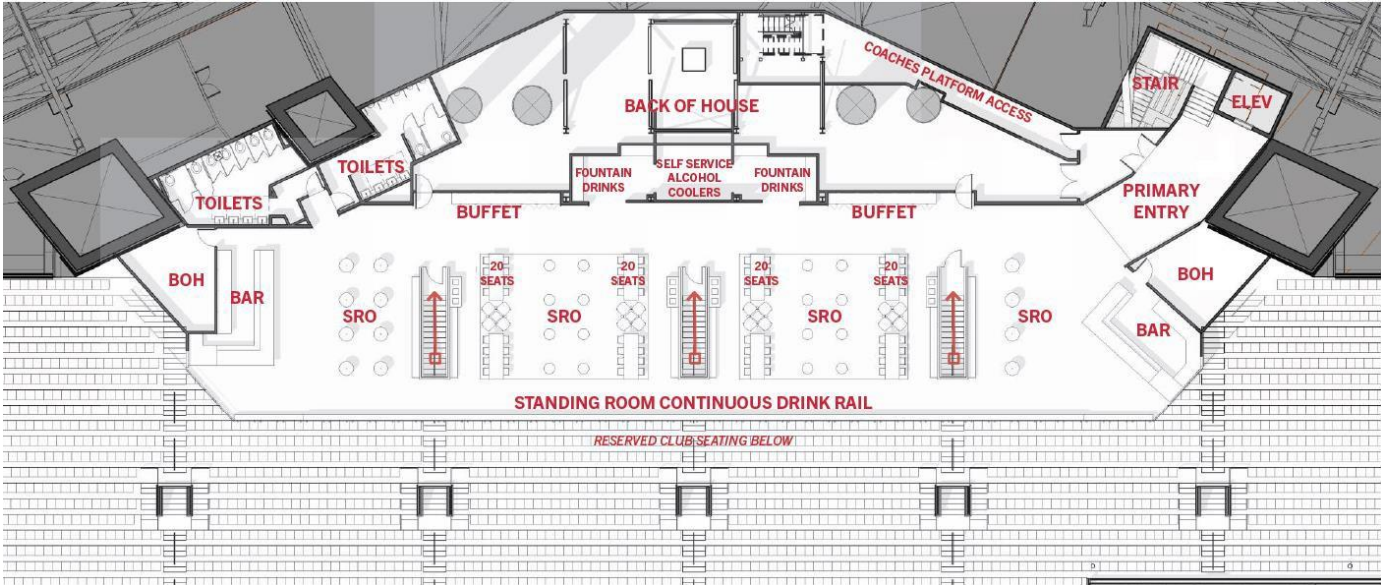 COACHES PLATFORM ACCESS
STAIR
ELEV
BACK OF HOUSE
TOILETS
TOILETS
FOUNTAIN
DRINKS
SELF SERVICE
ALCOHOL
COOLERS
FOUNTAIN
DRINKS
PRIMARY
ENTRY
BUFFET
BUFFET
BOH
BAR
20
SEATS
20
SEATS
20
SEATS
20
SEATS
BOH
SRO
SRO
SRO
SRO
BAR
STANDING ROOM CONTINUOUS DRINK RAIL
RESERVED CLUB SEATING BELOW